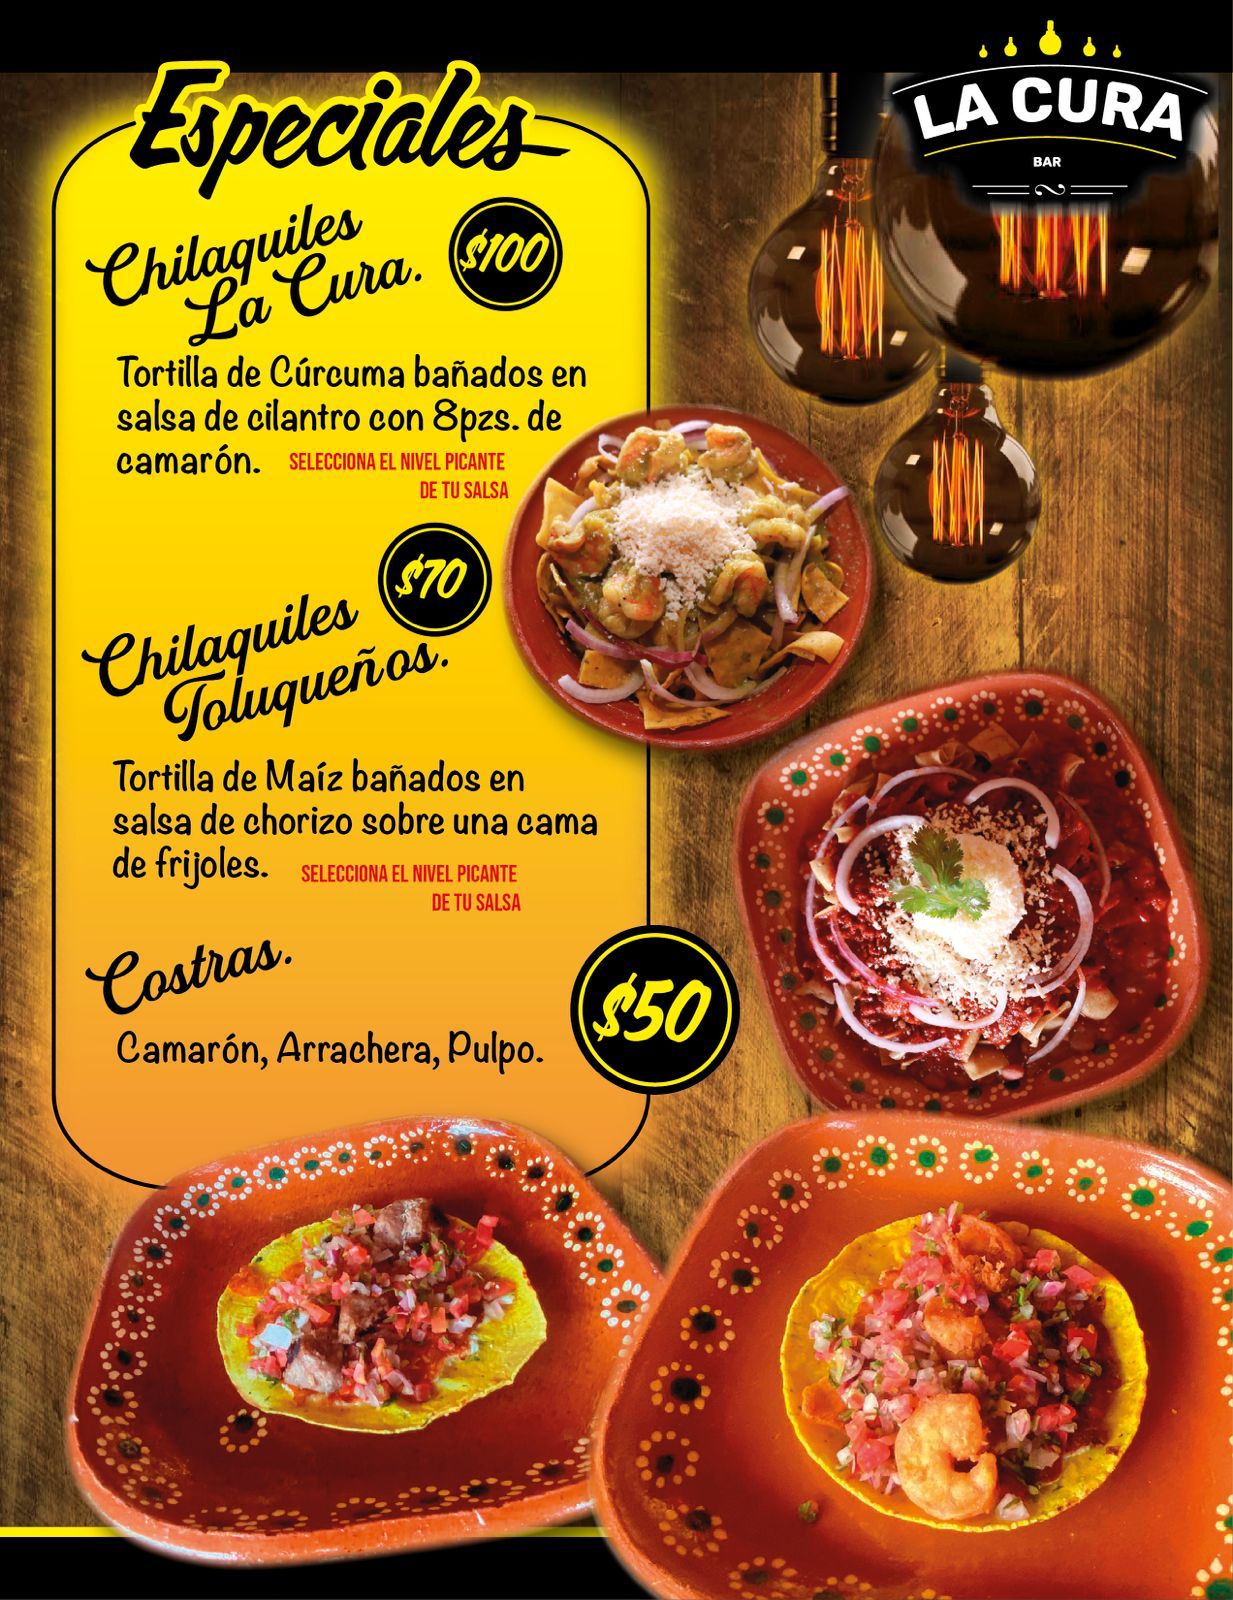 Especiales
LA CURA
BAR
Chilaquiles
La Cura.
$100
Tortilla de Cúrcuma bañados en
salsa de cilantro con 8pzs. de
camarón.
SELECCIONA EL NIVEL PICANTE
DE TU SALSA
$70
Chilaquiles
Toluqueños.
Tortilla de Maíz bañados en
salsa de chorizo sobre una cama
de frijoles.
SELECCIONA EL NIVEL PICANTE
DE TU SALSA
Costras.
$50
Camarón, Arrachera, Pulpo.